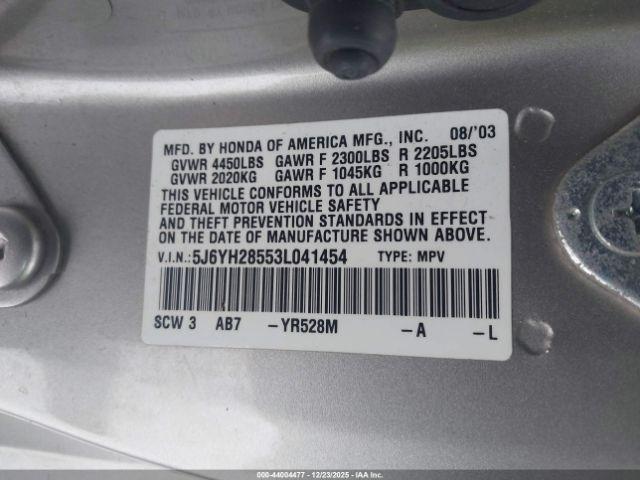 MFD. BY HONDA OF AMERICA MFG., INC. 08/'03
GVWR 4450LBS GAWR F 2300LBS R 2205LBS
GVWR 2020KG GAWR F 1045KG R 1000KG
THIS VEHICLE CONFORMS TO ALL APPLICABLE
FEDERAL MOTOR VEHICLE SAFETY
AND THEFT PREVENTION STANDARDS IN EFFECT
ON THE DATE OF MANUFACTURE SHOWN ABOVE.
V.I.N.: 5J6YH28553L041454 TYPE: MPV
SCW 3 AB7 -YR528M -A -L
000-44004477 - 12/23/2025 - IAA, Inc.